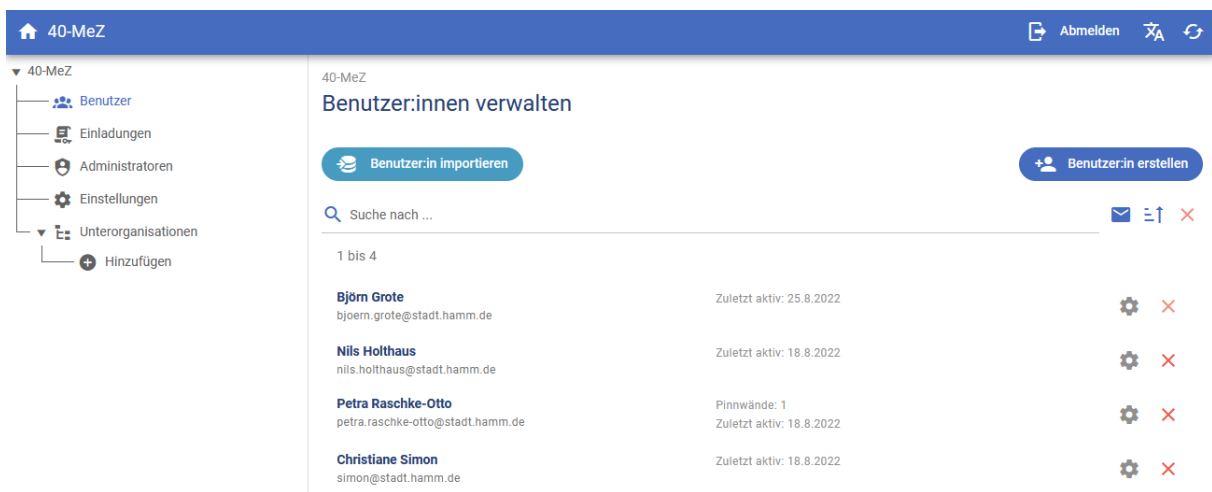 40-MeZ
Abmelden
40-MeZ
Benutzer
Einladungen
Administratoren
Einstellungen
Unterorganisationen
Hinzufügen
40-MeZ
Benutzer:innen verwalten
Benutzer:in importieren
Benutzer:in erstellen
Suche nach ...
1 bis 4
Björn Grote
Zuletzt aktiv: 25.8.2022
bjoern.grote@stadt.hamm.de
Nils Holthaus
Zuletzt aktiv: 18.8.2022
nils.holthaus@stadt.hamm.de
Petra Raschke-Otto
Pinnwände: 1
petra.raschke-otto@stadt.hamm.de
Zuletzt aktiv: 18.8.2022
Christiane Simon
Zuletzt aktiv: 18.8.2022
simon@stadt.hamm.de